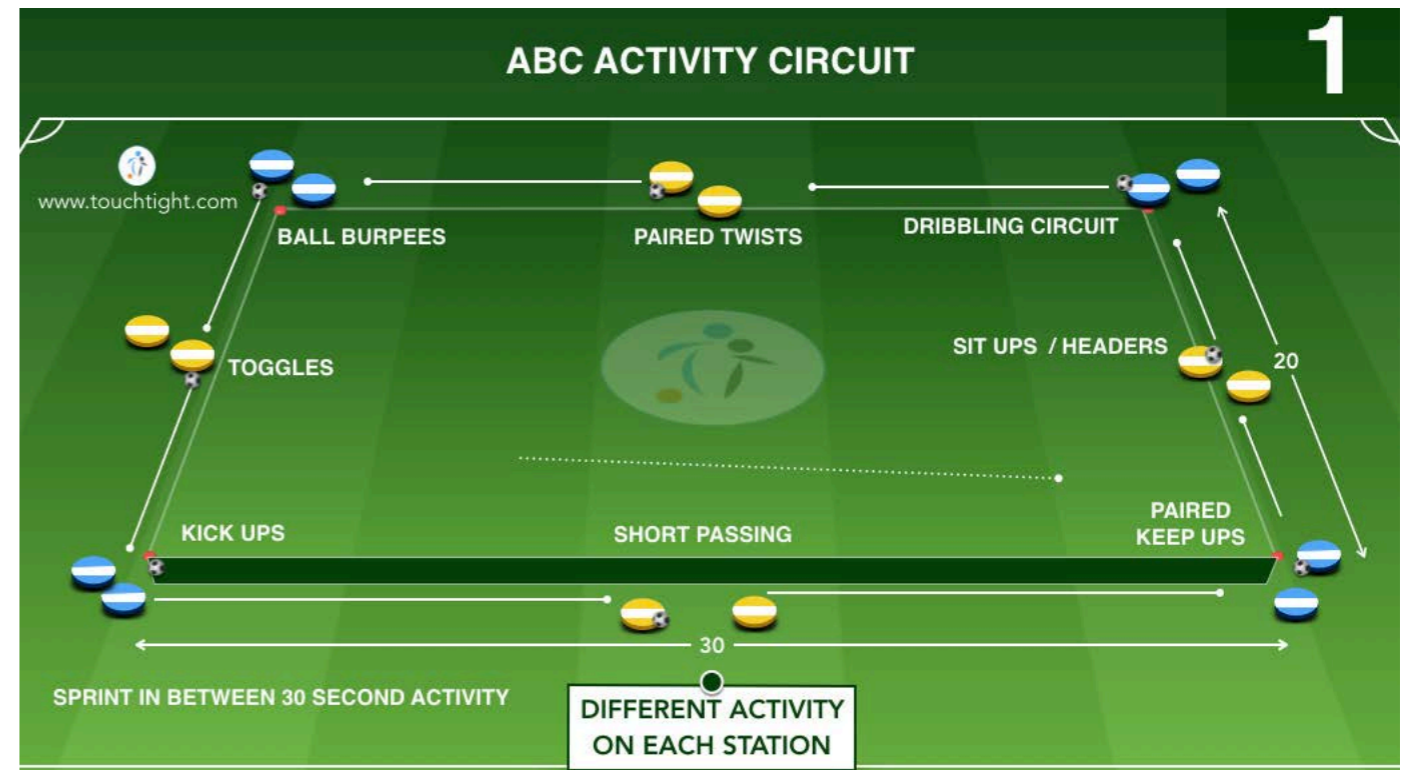 ABC ACTIVITY CIRCUIT
1
www.touchtight.com
BALL BURPEES
PAIRED TWISTS
DRIBBLING CIRCUIT
TOGGLES
SIT UPS / HEADERS
20
KICK UPS
SHORT PASSING
PAIRED
KEEP UPS
30
SPRINT IN BETWEEN 30 SECOND ACTIVITY
DIFFERENT ACTIVITY
ON EACH STATION